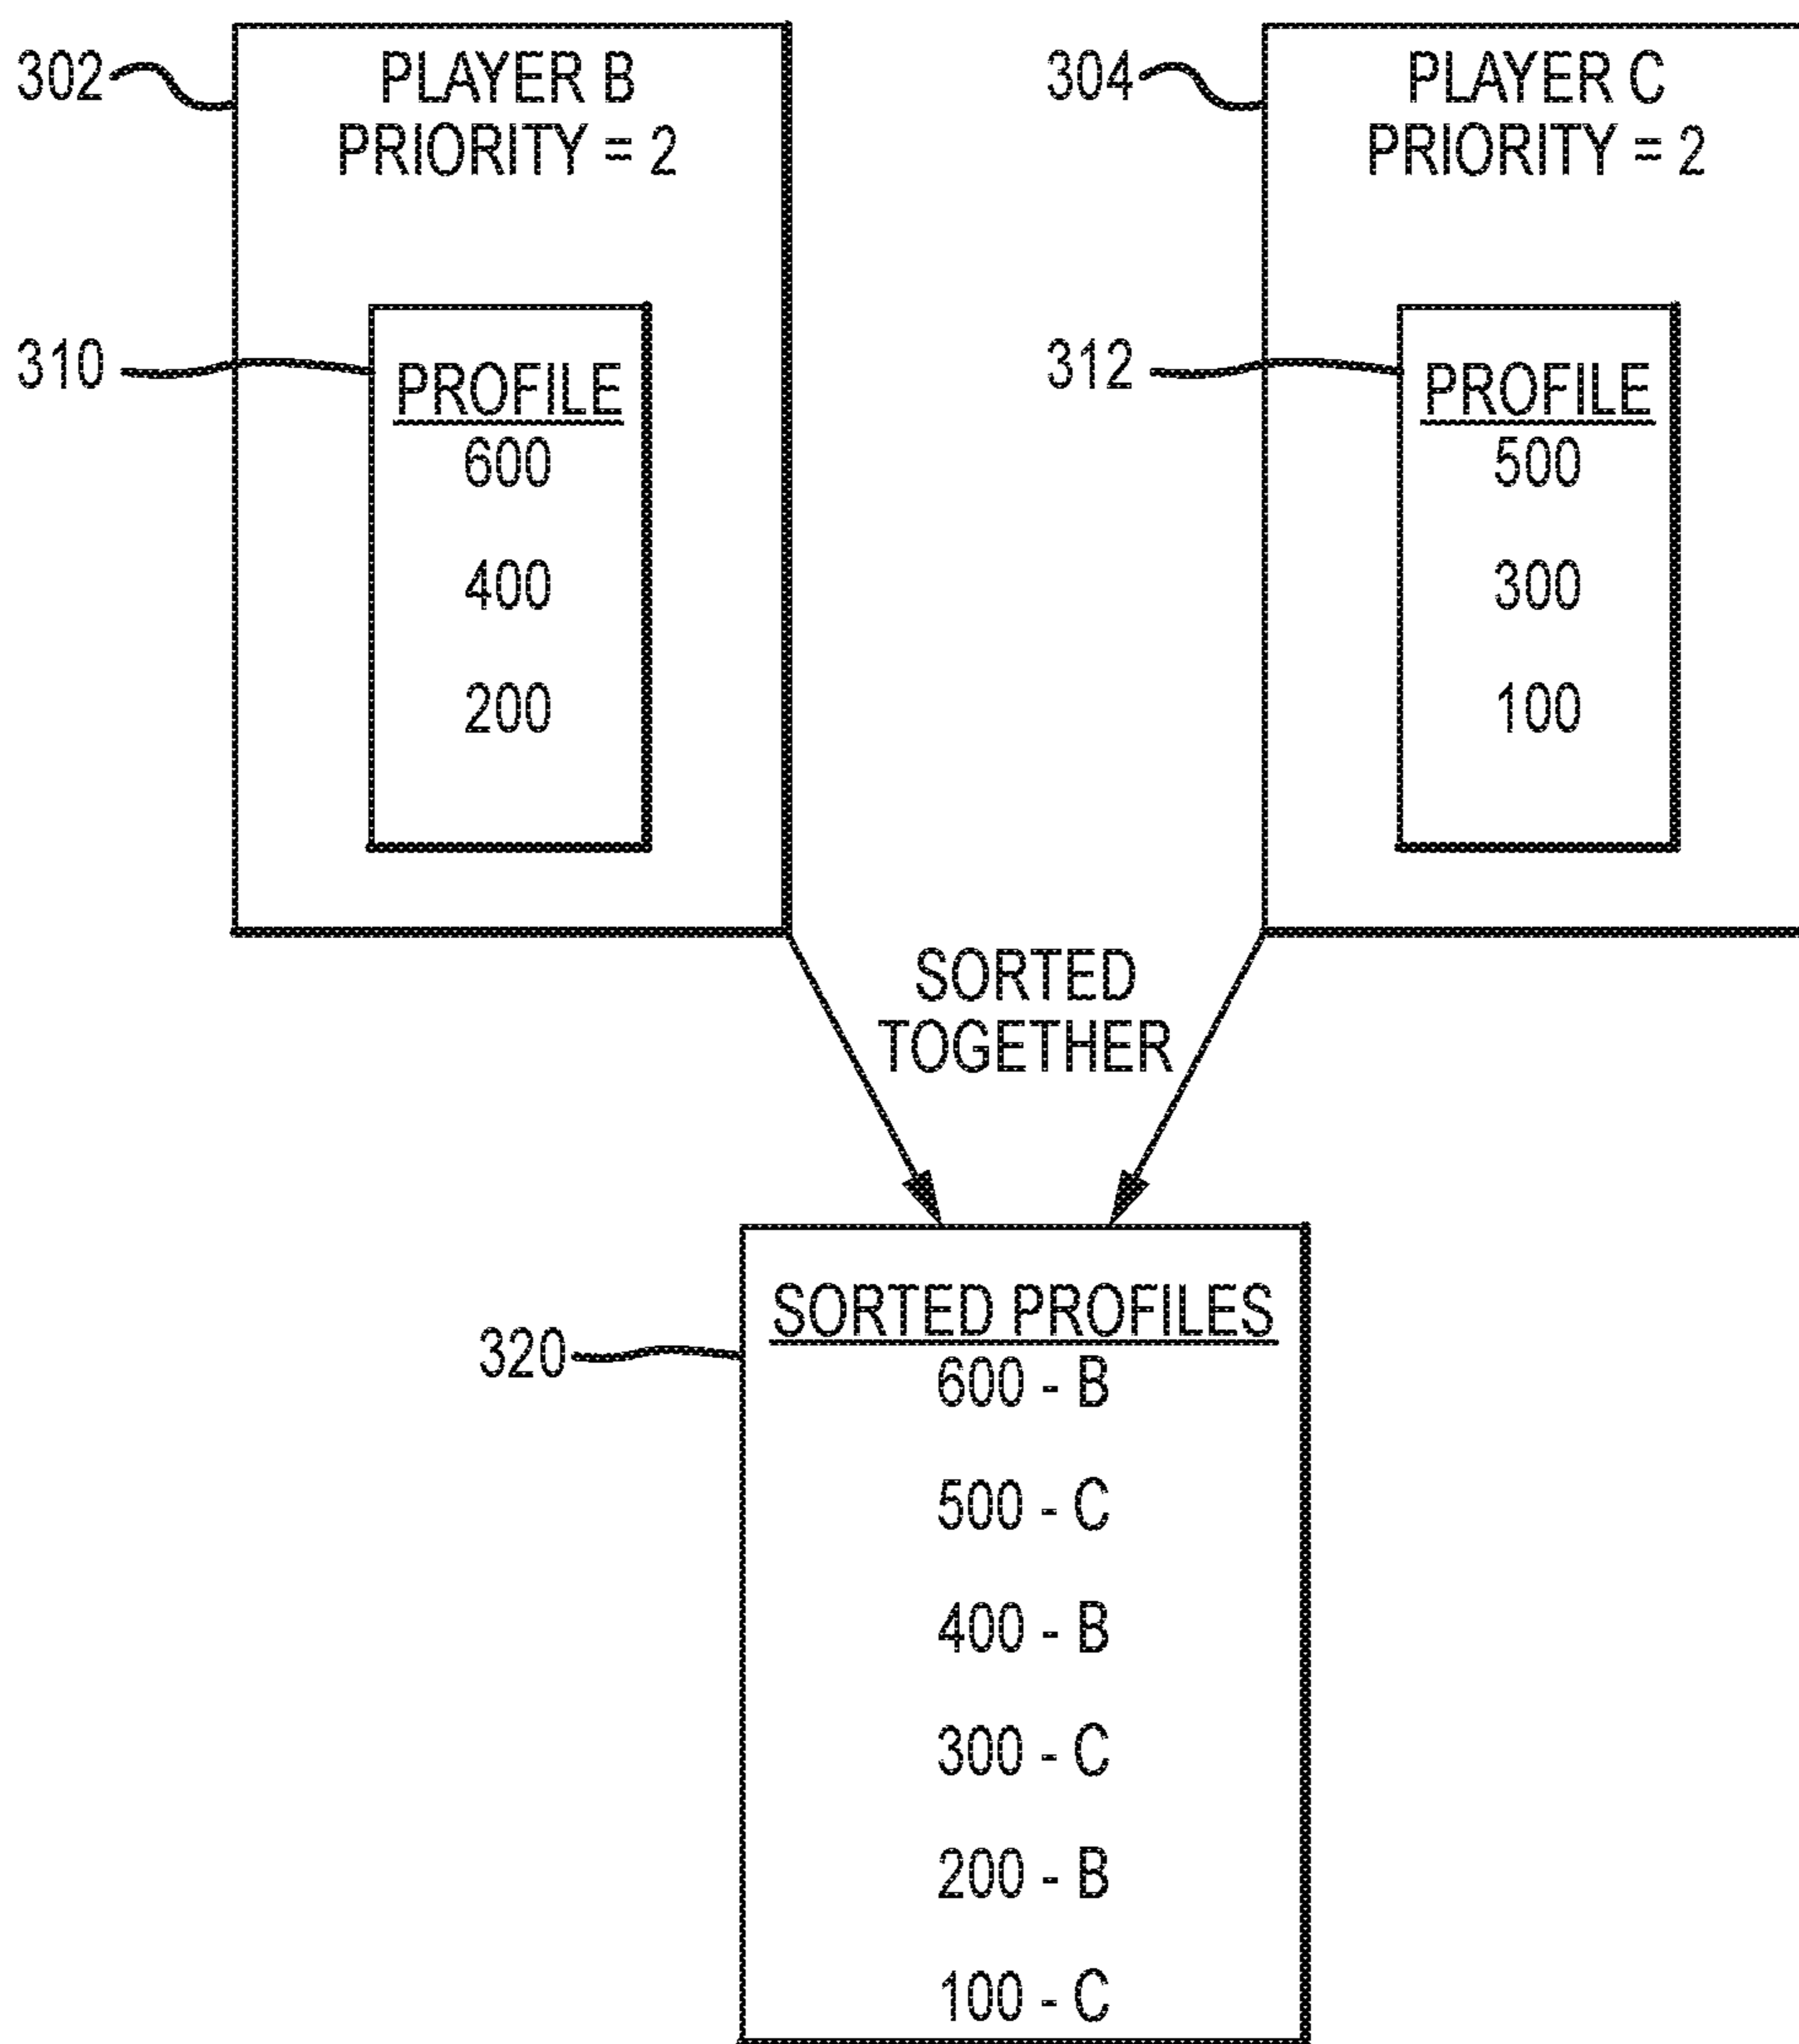 302
PLAYER B
PRIORITY = 2
310
PROFILE
600
400
200
304
PLAYER C
PRIORITY = 2
312
PROFILE
500
300
100
SORTED
TOGETHER
320
SORTED PROFILES
600 - B
500 - C
400 - B
300 - C
200 - B
100 - C